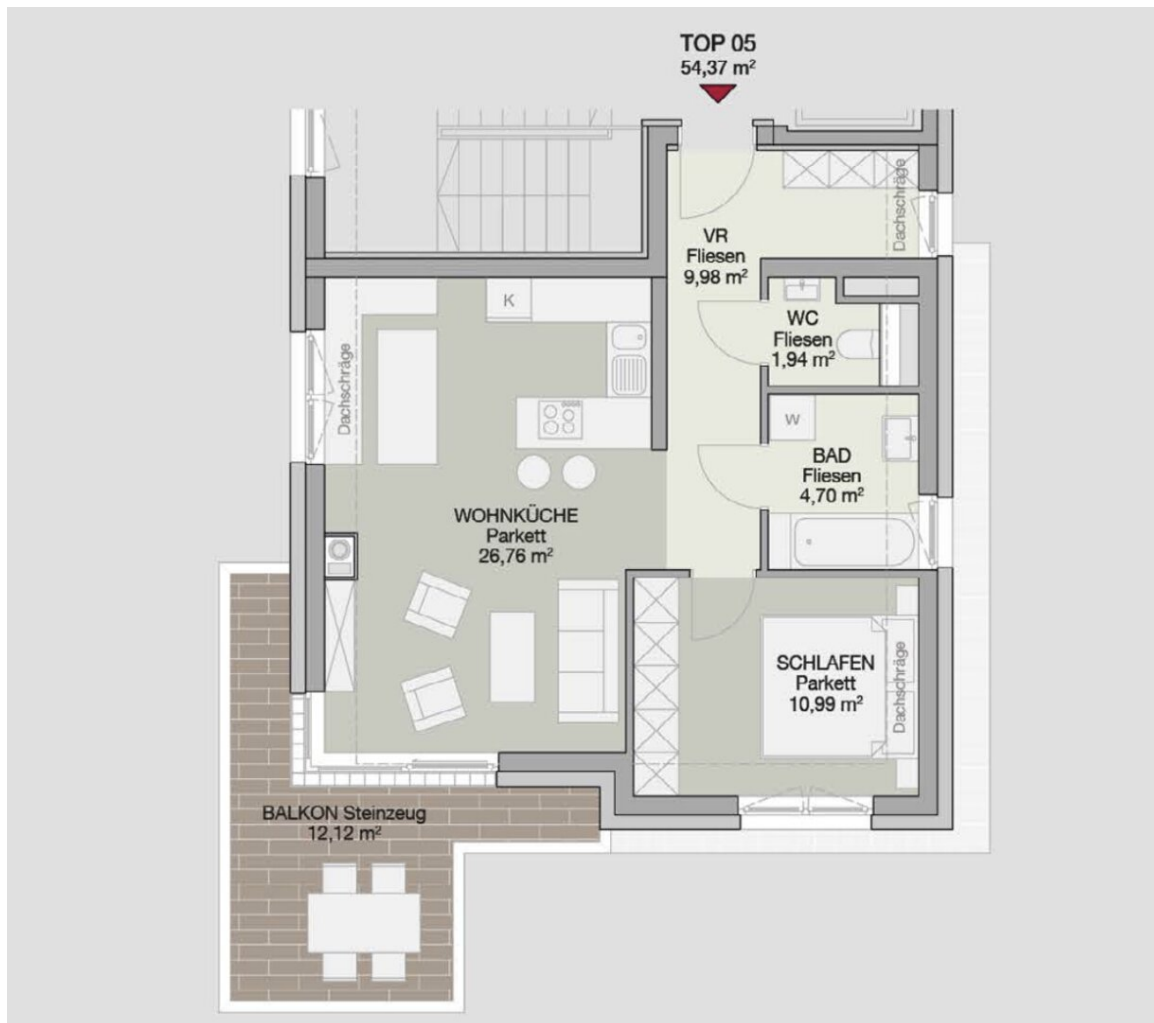 TOP 05
54,37 m²
Dachschräge
VR
Fliesen
9,98 m²
K
WC
Fliesen
1,94 m²
Dachschräge
W
BAD
Fliesen
4,70 m²
WOHNKÜCHE
Parkett
26,76 m²
SCHLAFEN
Parkett
10,99 m²
Dachschräge
BALKON Steinzeug
12,12 m²